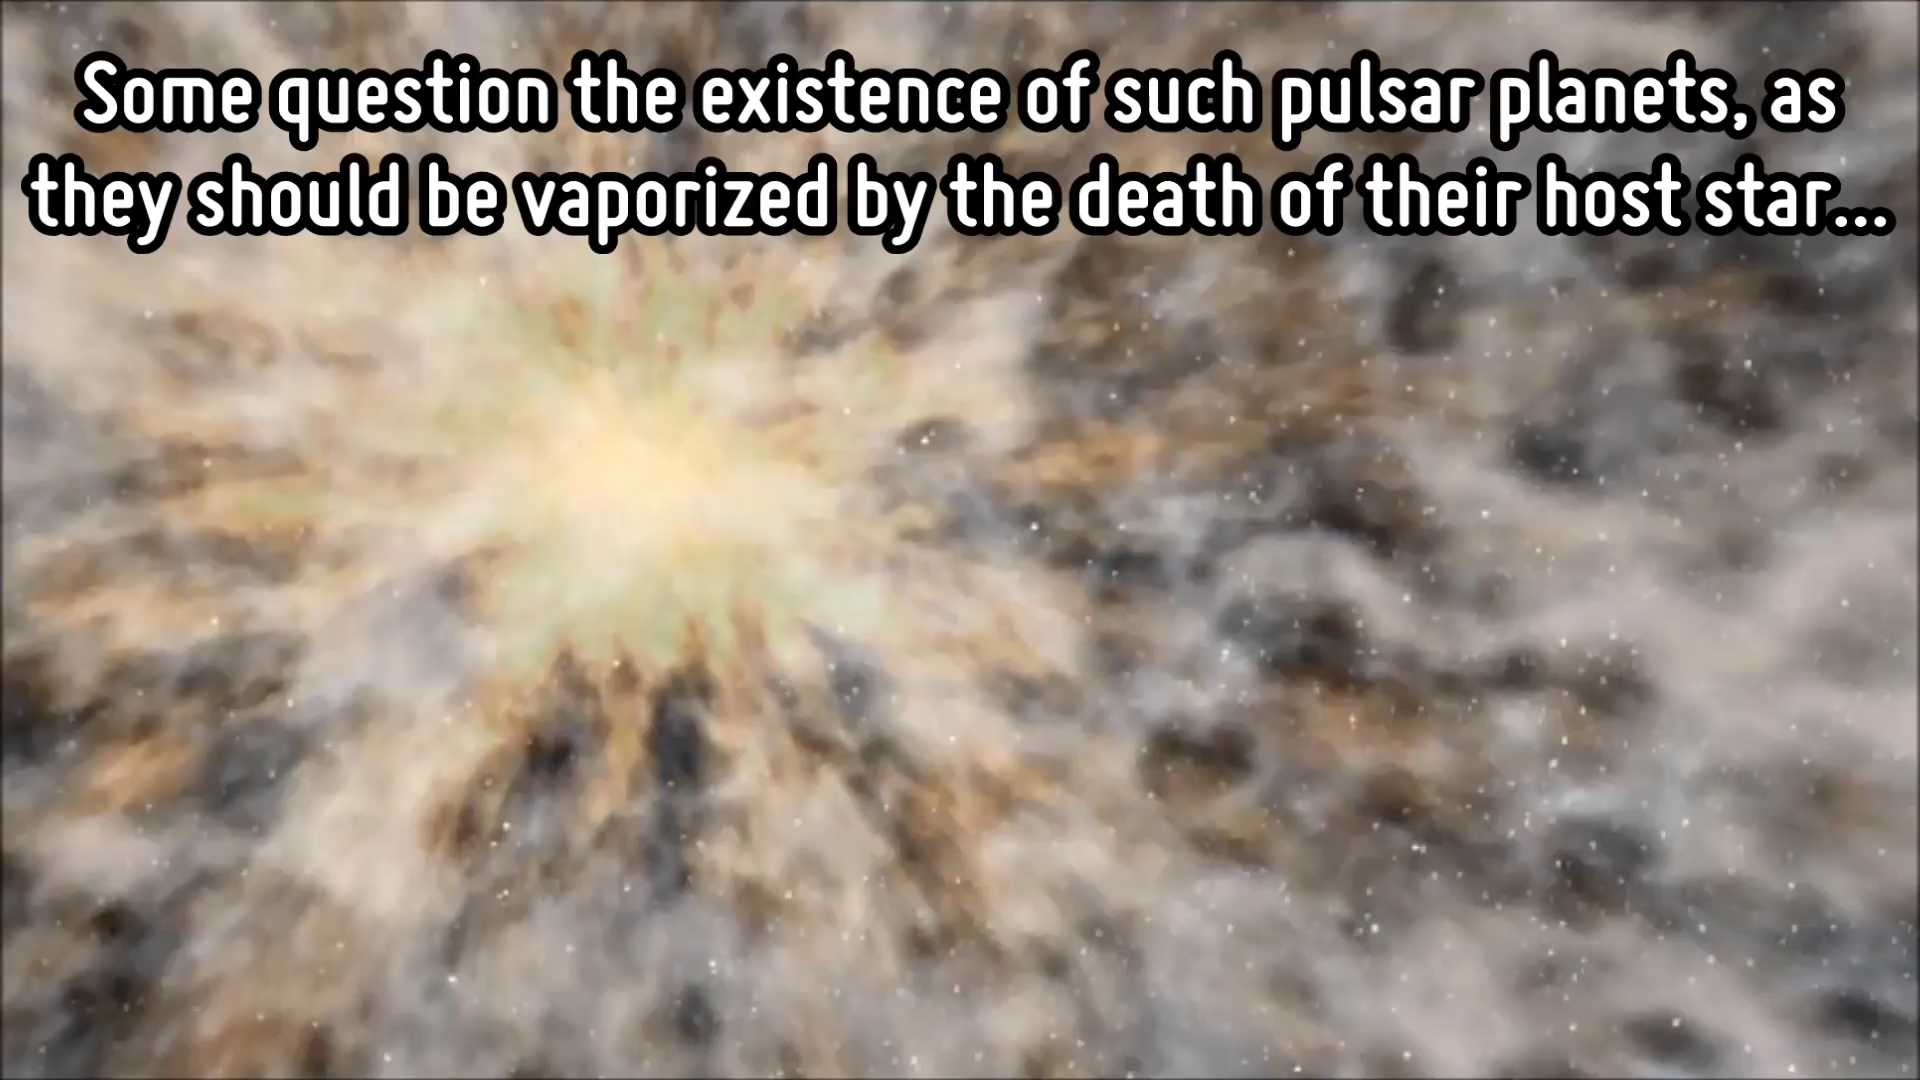 Some question the existence of such pulsar planets, as
they should be vaporized by the death of their host star...